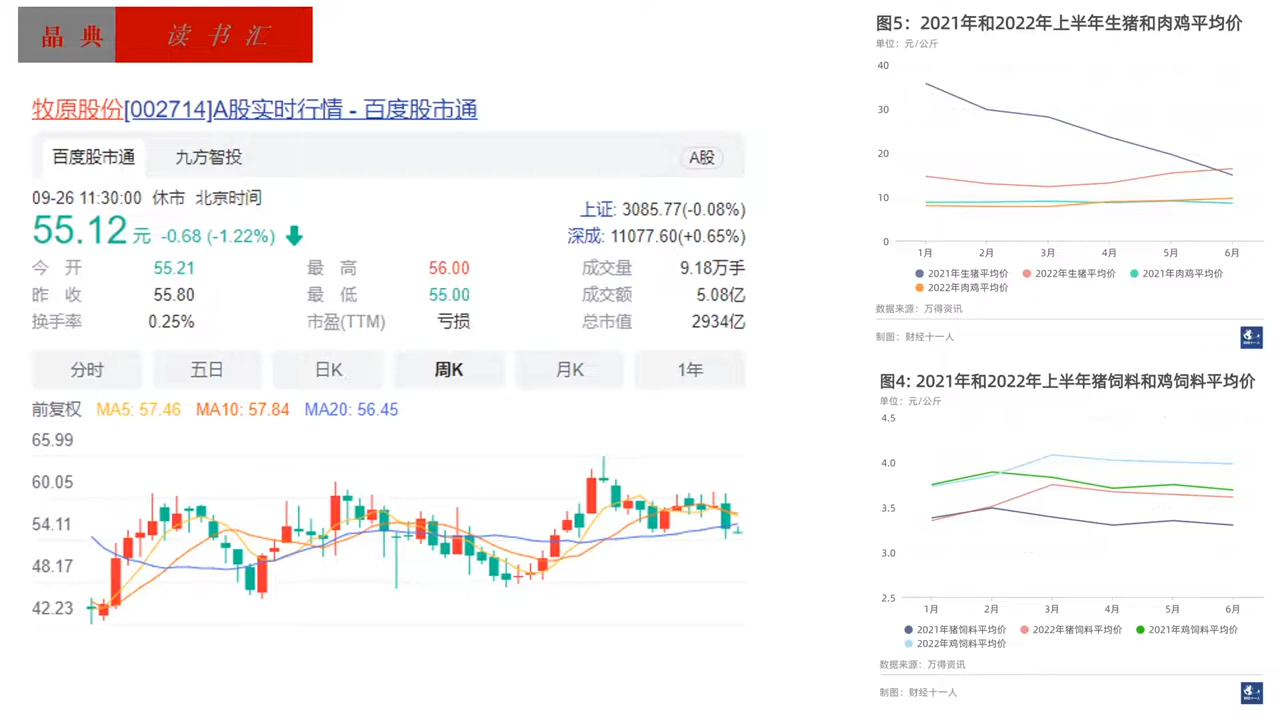 晶典 读书汇
牧原股份[002714]A股实时行情 - 百度股市通
百度股市通 九方智投 A股
09-26 11:30:00 休市 北京时间
55.12 元 -0.68 (-1.22%)
上证: 3085.77(-0.08%)
深成: 11077.60(+0.65%)
今开 55.21 最高 56.00 成交量 9.18万手
昨收 55.80 最低 55.00 成交额 5.08亿
换手率 0.25% 市盈(TTM) 亏损 总市值 2934亿
分时 五日 日K 周K 月K 1年
前复权 MA5: 57.46 MA10: 57.84 MA20: 56.45
65.99
60.05
54.11
48.17
42.23
图5：2021年和2022年上半年生猪和肉鸡平均价
单位：元/公斤
40
30
20
10
0
1月 2月 3月 4月 5月 6月
2021年生猪平均价 2022年生猪平均价 2021年肉鸡平均价
2022年肉鸡平均价
数据来源：万得资讯
制图：财经十一人
图4: 2021年和2022年上半年猪饲料和鸡饲料平均价
单位：元/公斤
4.5
4.0
3.5
3.0
2.5
1月 2月 3月 4月 5月 6月
2021年猪饲料平均价 2022年猪饲料平均价 2021年鸡饲料平均价
2022年鸡饲料平均价
数据来源：万得资讯
制图：财经十一人